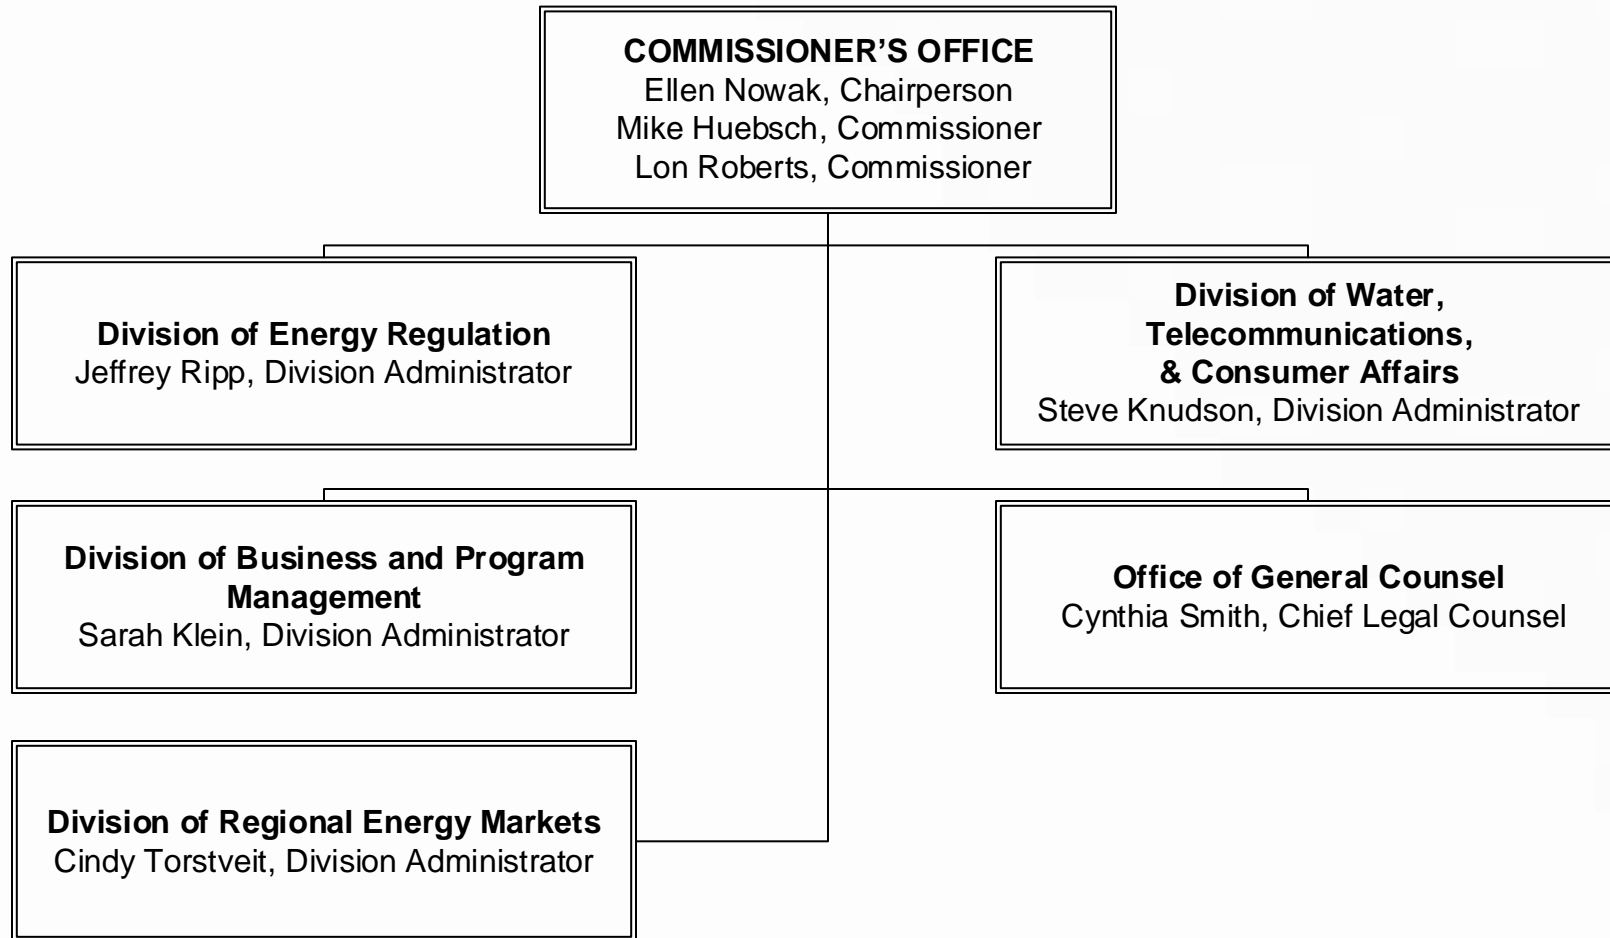 COMMISSIONER’S OFFICE
Ellen Nowak, Chairperson
Mike Huebsch, Commissioner
Lon Roberts, Commissioner
Division of Energy Regulation
Jeffrey Ripp, Division Administrator
Division of Water,
Telecommunications,
& Consumer Affairs
Steve Knudson, Division Administrator
Division of Business and Program
Management
Sarah Klein, Division Administrator
Office of General Counsel
Cynthia Smith, Chief Legal Counsel
Division of Regional Energy Markets
Cindy Torstveit, Division Administrator